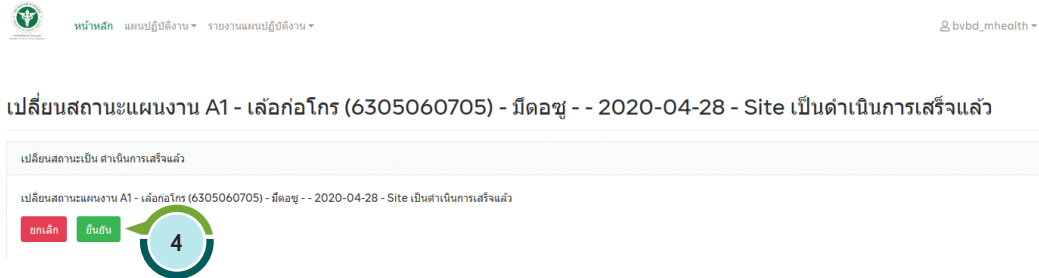 หน้าหลัก แผนปฏิบัติงาน รายงานแผนปฏิบัติงาน bvbd_mhealth
เปลี่ยนสถานะแผนงาน A1 - เล้อก่อโกร (6305060705) - มึตอซู - - 2020-04-28 - Site เป็นดำเนินการเสร็จแล้ว
เปลี่ยนสถานะเป็น ดำเนินการเสร็จแล้ว
เปลี่ยนสถานะแผนงาน A1 - เล้อก่อโกร (6305060705) - มึตอซู - - 2020-04-28 - Site เป็นดำเนินการเสร็จแล้ว
ยกเลิก ยืนยัน
4